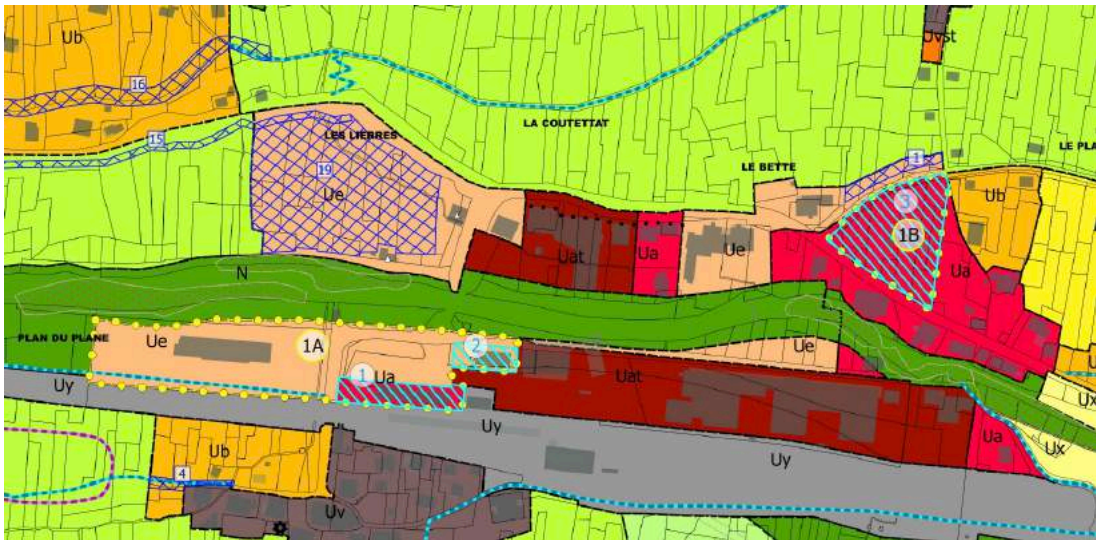 Ub
Uvst
16
LA COUTETTAT
LES LIEBRES
15
LE BETTE
1
LE PLA
19
Ue
3
Ub
1B
Uat
Ua
Ue
Ua
N
PLAN DU PLANE
Ue
1A
2
Ue
1
Ua
Uat
Uy
Ux
Uy
Uy
Ub
Ua
Ux
4
Uv